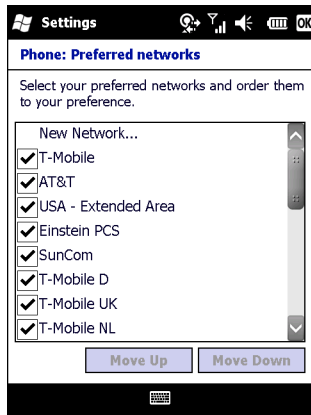 Settings
OK
Phone: Preferred networks
Select your preferred networks and order them
to your preference.
New Network...
T-Mobile
AT&T
USA - Extended Area
Einstein PCS
SunCom
T-Mobile D
T-Mobile UK
T-Mobile NL
Move Up
Move Down